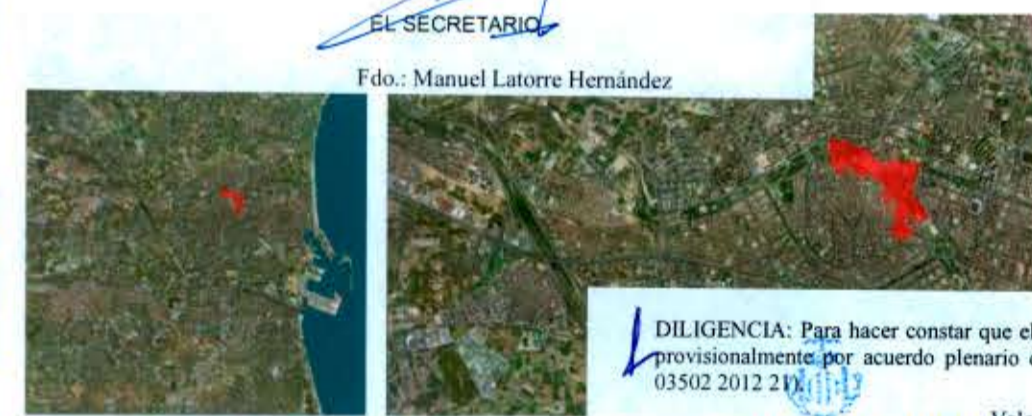 EL SECRETARIO
Fdo.: Manuel Latorre Hernández
DILIGENCIA: Para hacer constar que el
provisionalmente por acuerdo plenario
03502 2012 21).